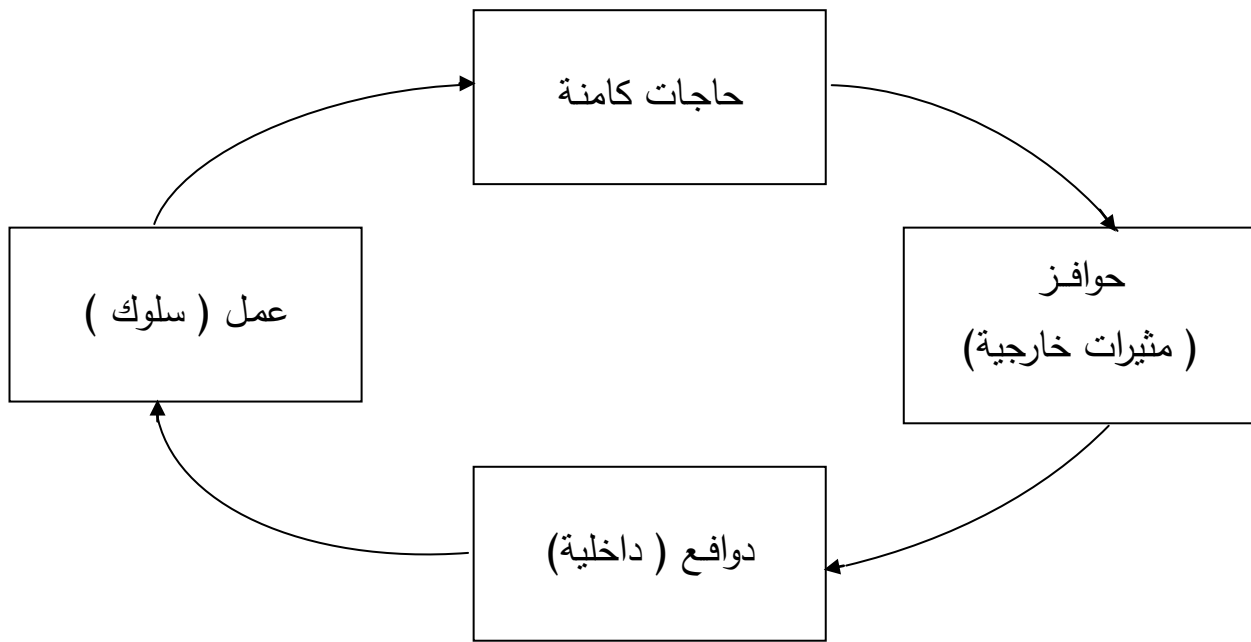 حاجات كامنة
حوافـز
( مثيرات خارجية)
عمل ( سلوك )
دوافـع ( داخلية)